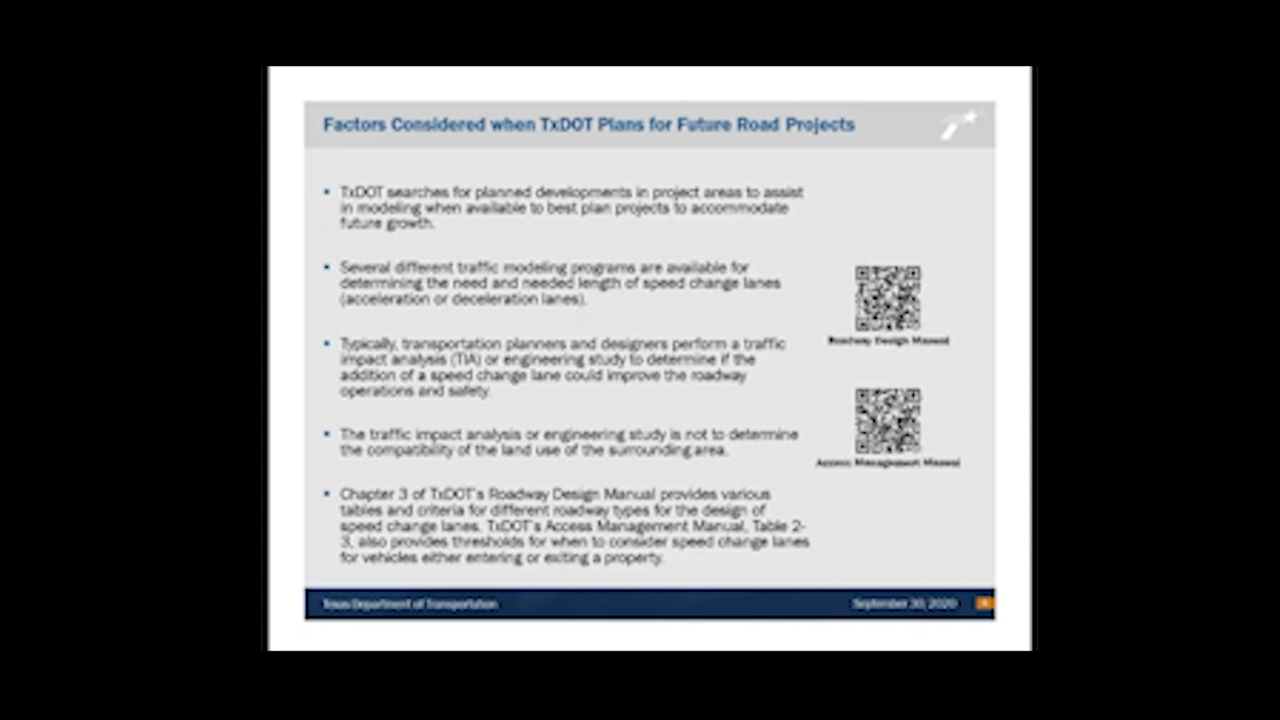 Factors Considered when TxDOT Plans for Future Road Projects
TxDOT searches for planned developments in project areas to assist
in modeling when available to best plan projects to accommodate
future growth.
Several different traffic modeling programs are available for
determining the need and needed length of speed change lanes
(acceleration or deceleration lanes).
Typically, transportation planners and designers perform a traffic
impact analysis (TIA) or engineering study to determine if the
addition of a speed change lane could improve the roadway
operations and safety.
The traffic impact analysis or engineering study is not to determine
the compatibility of the land use of the surrounding area.
Chapter 3 of TxDOT's Roadway Design Manual provides various
tables and criteria for different roadway types for the design of
speed change lanes. TxDOT's Access Management Manual, Table 2-
3, also provides thresholds for when to consider speed change lanes
for vehicles either entering or exiting a property.
Roadway Design Manual
Access Management Manual
Texas Department of Transportation
September 30, 2020